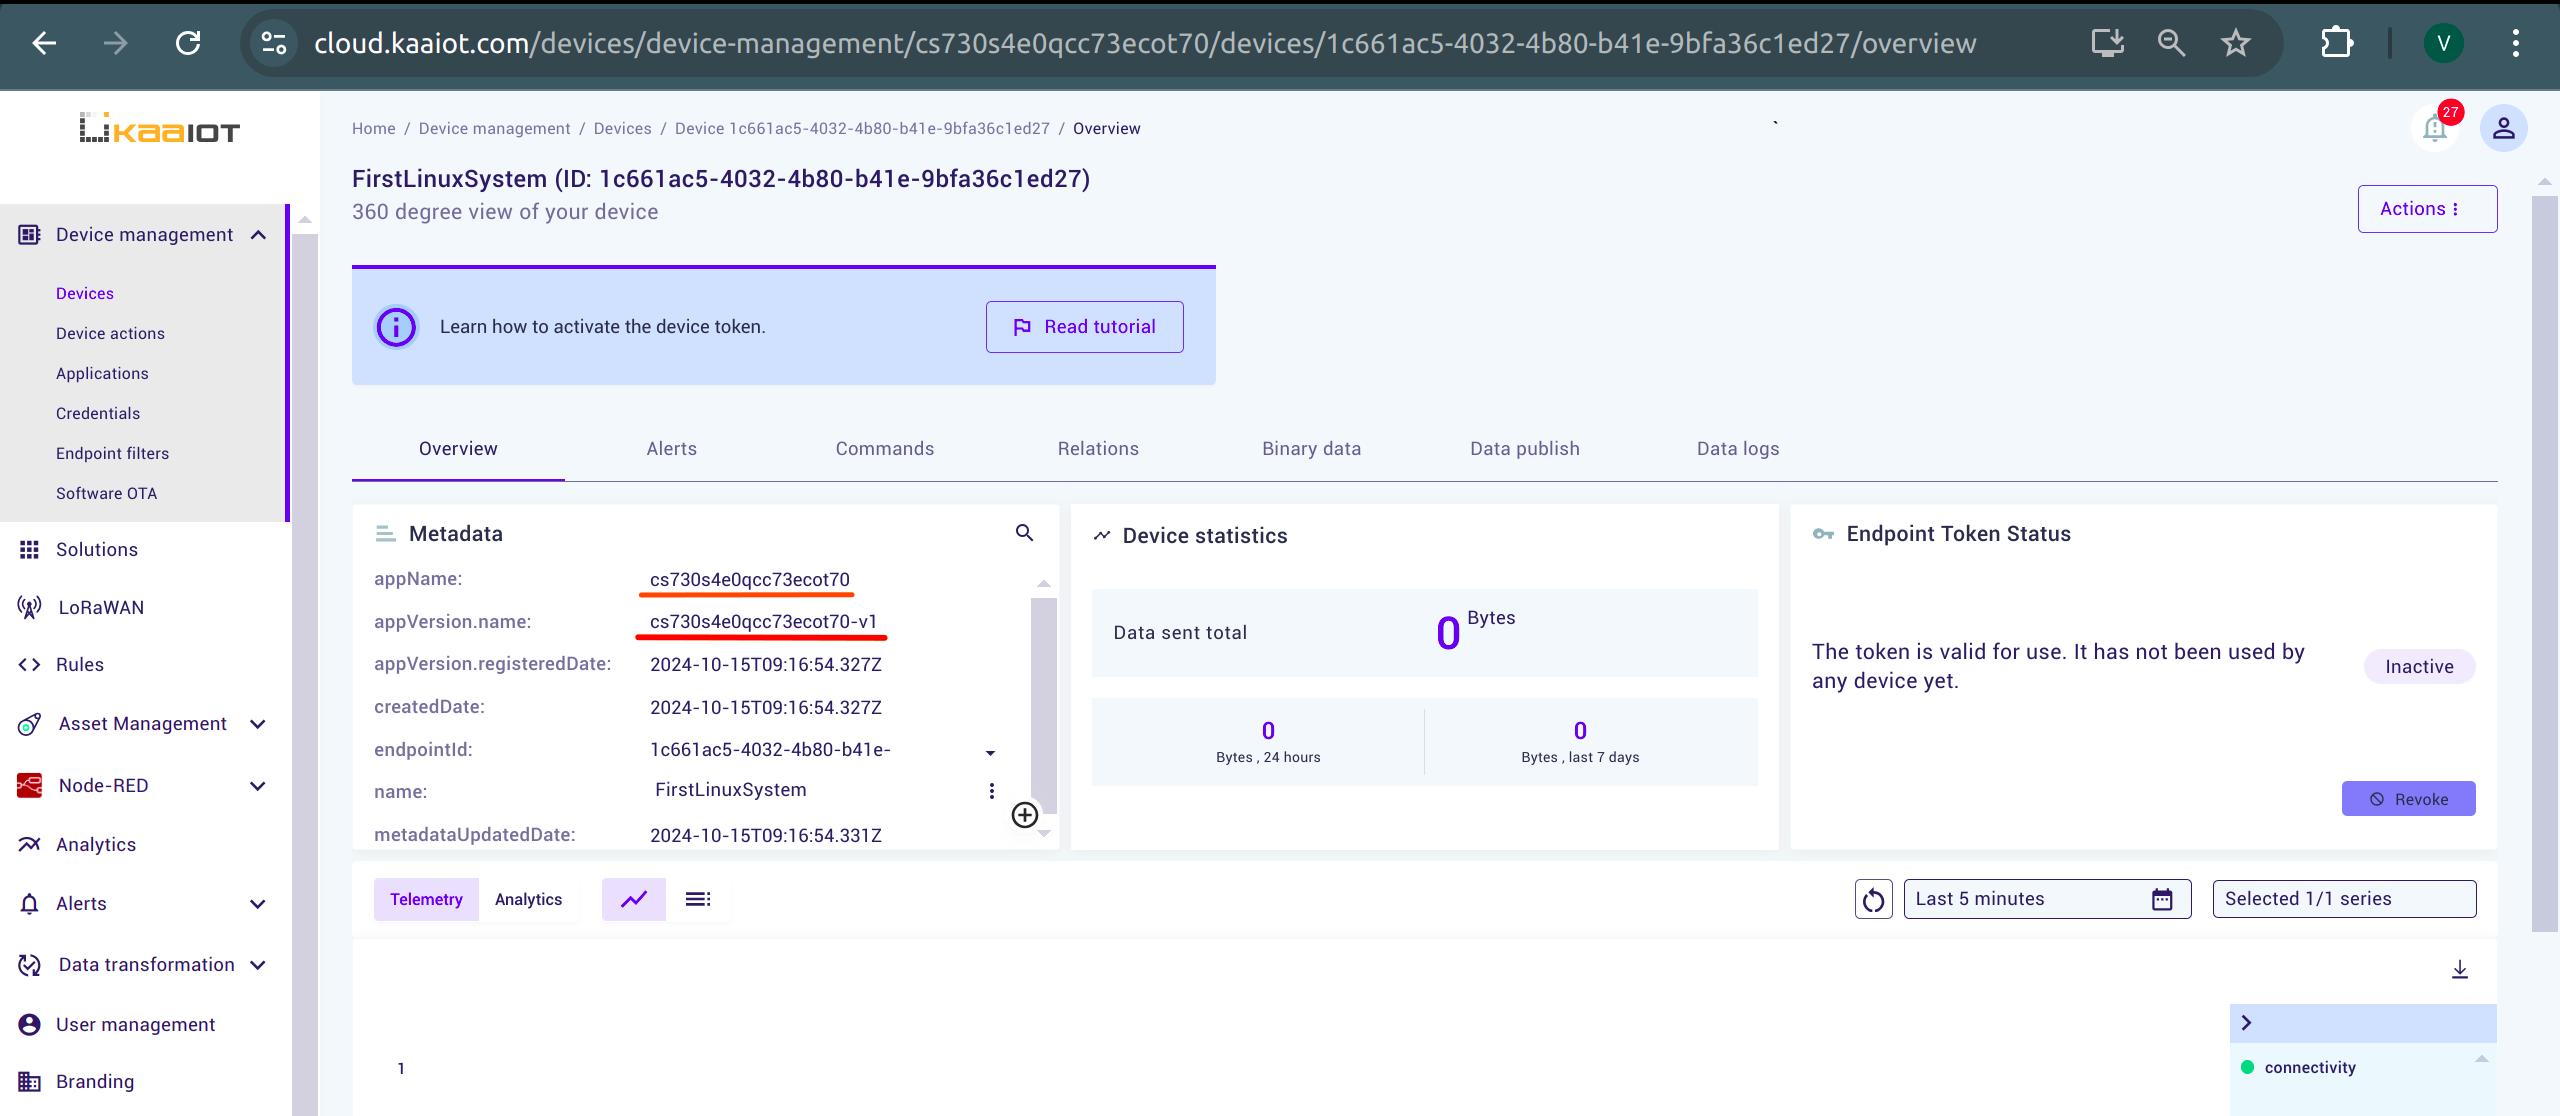 cloud.kaaiot.com/devices/device-management/cs730s4e0qcc73ecot70/devices/1c661ac5-4032-4b80-b41e-9bfa36c1ed27/overview
V
kaaIOT
Home / Device management / Devices / Device 1c661ac5-4032-4b80-b41e-9bfa36c1ed27 / Overview
`
27
FirstLinuxSystem (ID: 1c661ac5-4032-4b80-b41e-9bfa36c1ed27)
360 degree view of your device
Actions
Learn how to activate the device token.
Read tutorial
Device management
Devices
Device actions
Applications
Credentials
Endpoint filters
Software OTA
Solutions
LoRaWAN
Rules
Asset Management
Node-RED
Analytics
Alerts
Data transformation
User management
Branding
Overview
Alerts
Commands
Relations
Binary data
Data publish
Data logs
Metadata
appName: cs730s4e0qcc73ecot70
appVersion.name: cs730s4e0qcc73ecot70-v1
appVersion.registeredDate: 2024-10-15T09:16:54.327Z
createdDate: 2024-10-15T09:16:54.327Z
endpointId: 1c661ac5-4032-4b80-b41e-
name: FirstLinuxSystem
metadataUpdatedDate: 2024-10-15T09:16:54.331Z
Device statistics
Data sent total 0 Bytes
0
Bytes , 24 hours
0
Bytes , last 7 days
Endpoint Token Status
The token is valid for use. It has not been used by
any device yet.
Inactive
Revoke
Telemetry
Analytics
Last 5 minutes
Selected 1/1 series
1
connectivity